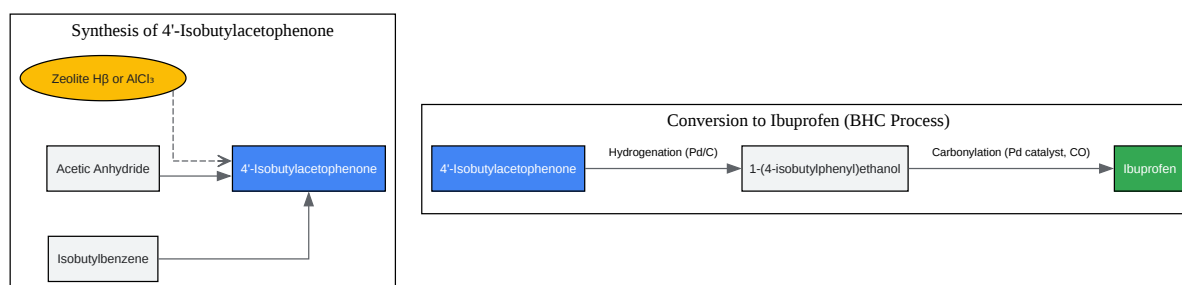 Synthesis of 4'-Isobutylacetophenone
Zeolite Hβ or AlCl₃
Acetic Anhydride
4'-Isobutylacetophenone
Isobutylbenzene
Conversion to Ibuprofen (BHC Process)
4'-Isobutylacetophenone
Hydrogenation (Pd/C)
1-(4-isobutylphenyl)ethanol
Carbonylation (Pd catalyst, CO)
Ibuprofen